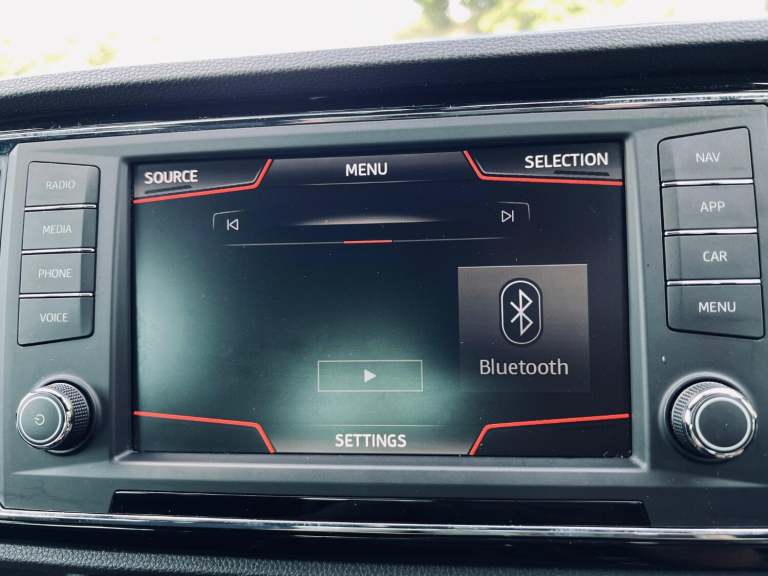 RADIO
MEDIA
PHONE
VOICE
SOURCE
MENU
SELECTION
Bluetooth
SETTINGS
NAV
APP
CAR
MENU